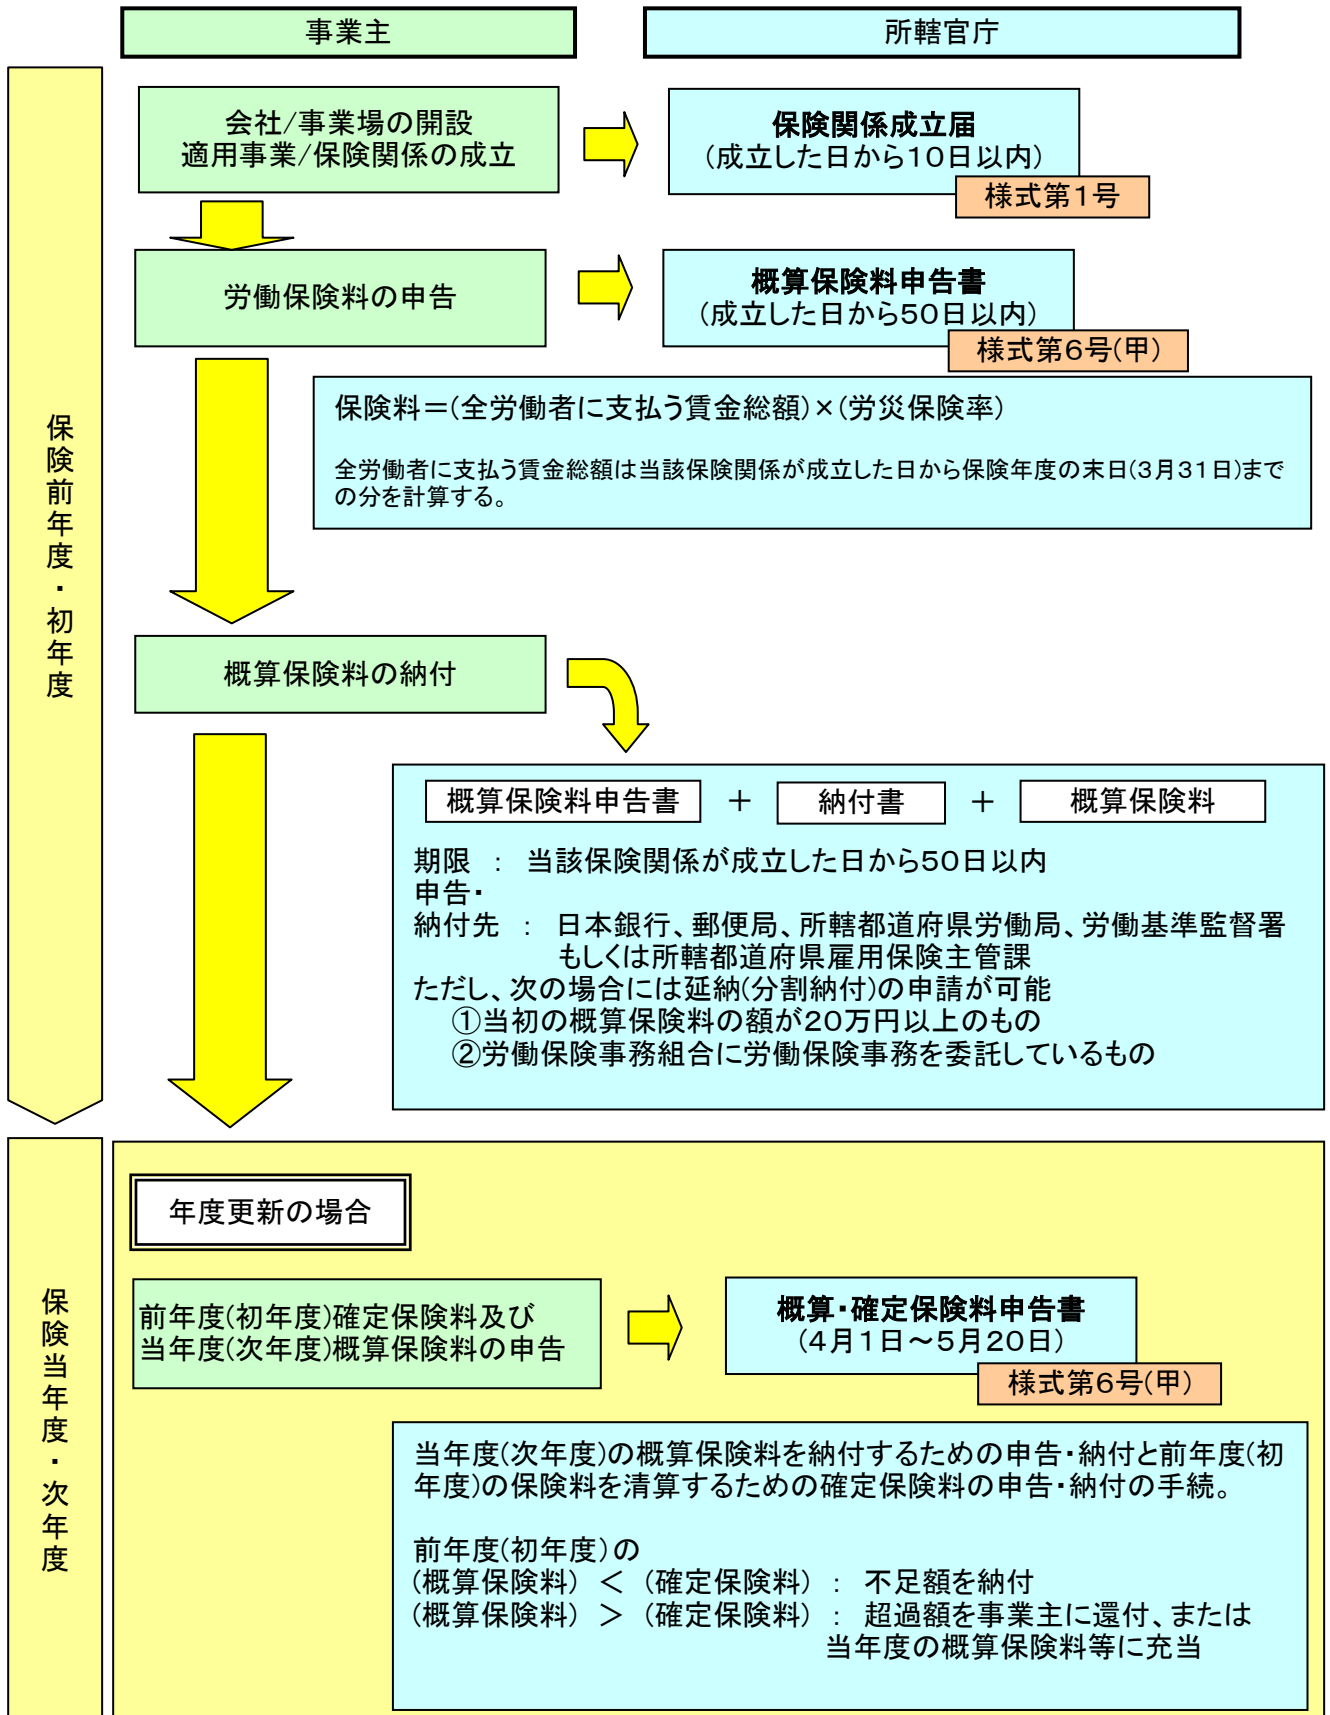 事業主
所轄官庁
保険前年度・初年度
会社/事業場の開設
適用事業/保険関係の成立
保険関係成立届
(成立した日から10日以内)
様式第1号
労働保険料の申告
概算保険料申告書
(成立した日から50日以内)
様式第6号(甲)
保険料＝(全労働者に支払う賃金総額)×(労災保険率)
全労働者に支払う賃金総額は当該保険関係が成立した日から保険年度の末日(3月31日)まで
の分を計算する。
概算保険料の納付
概算保険料申告書 ＋ 納付書 ＋ 概算保険料
期限 ： 当該保険関係が成立した日から50日以内
申告・
納付先 ： 日本銀行、郵便局、所轄都道府県労働局、労働基準監督署
もしくは所轄都道府県雇用保険主管課
ただし、次の場合には延納(分割納付)の申請が可能
①当初の概算保険料の額が20万円以上のもの
②労働保険事務組合に労働保険事務を委託しているもの
保険当年度・次年度
年度更新の場合
前年度(初年度)確定保険料及び
当年度(次年度)概算保険料の申告
概算・確定保険料申告書
(4月1日～5月20日)
様式第6号(甲)
当年度(次年度)の概算保険料を納付するための申告・納付と前年度(初
年度)の保険料を清算するための確定保険料の申告・納付の手続。
前年度(初年度)の
(概算保険料) ＜ (確定保険料) ： 不足額を納付
(概算保険料) ＞ (確定保険料) ： 超過額を事業主に還付、または
当年度の概算保険料等に充当